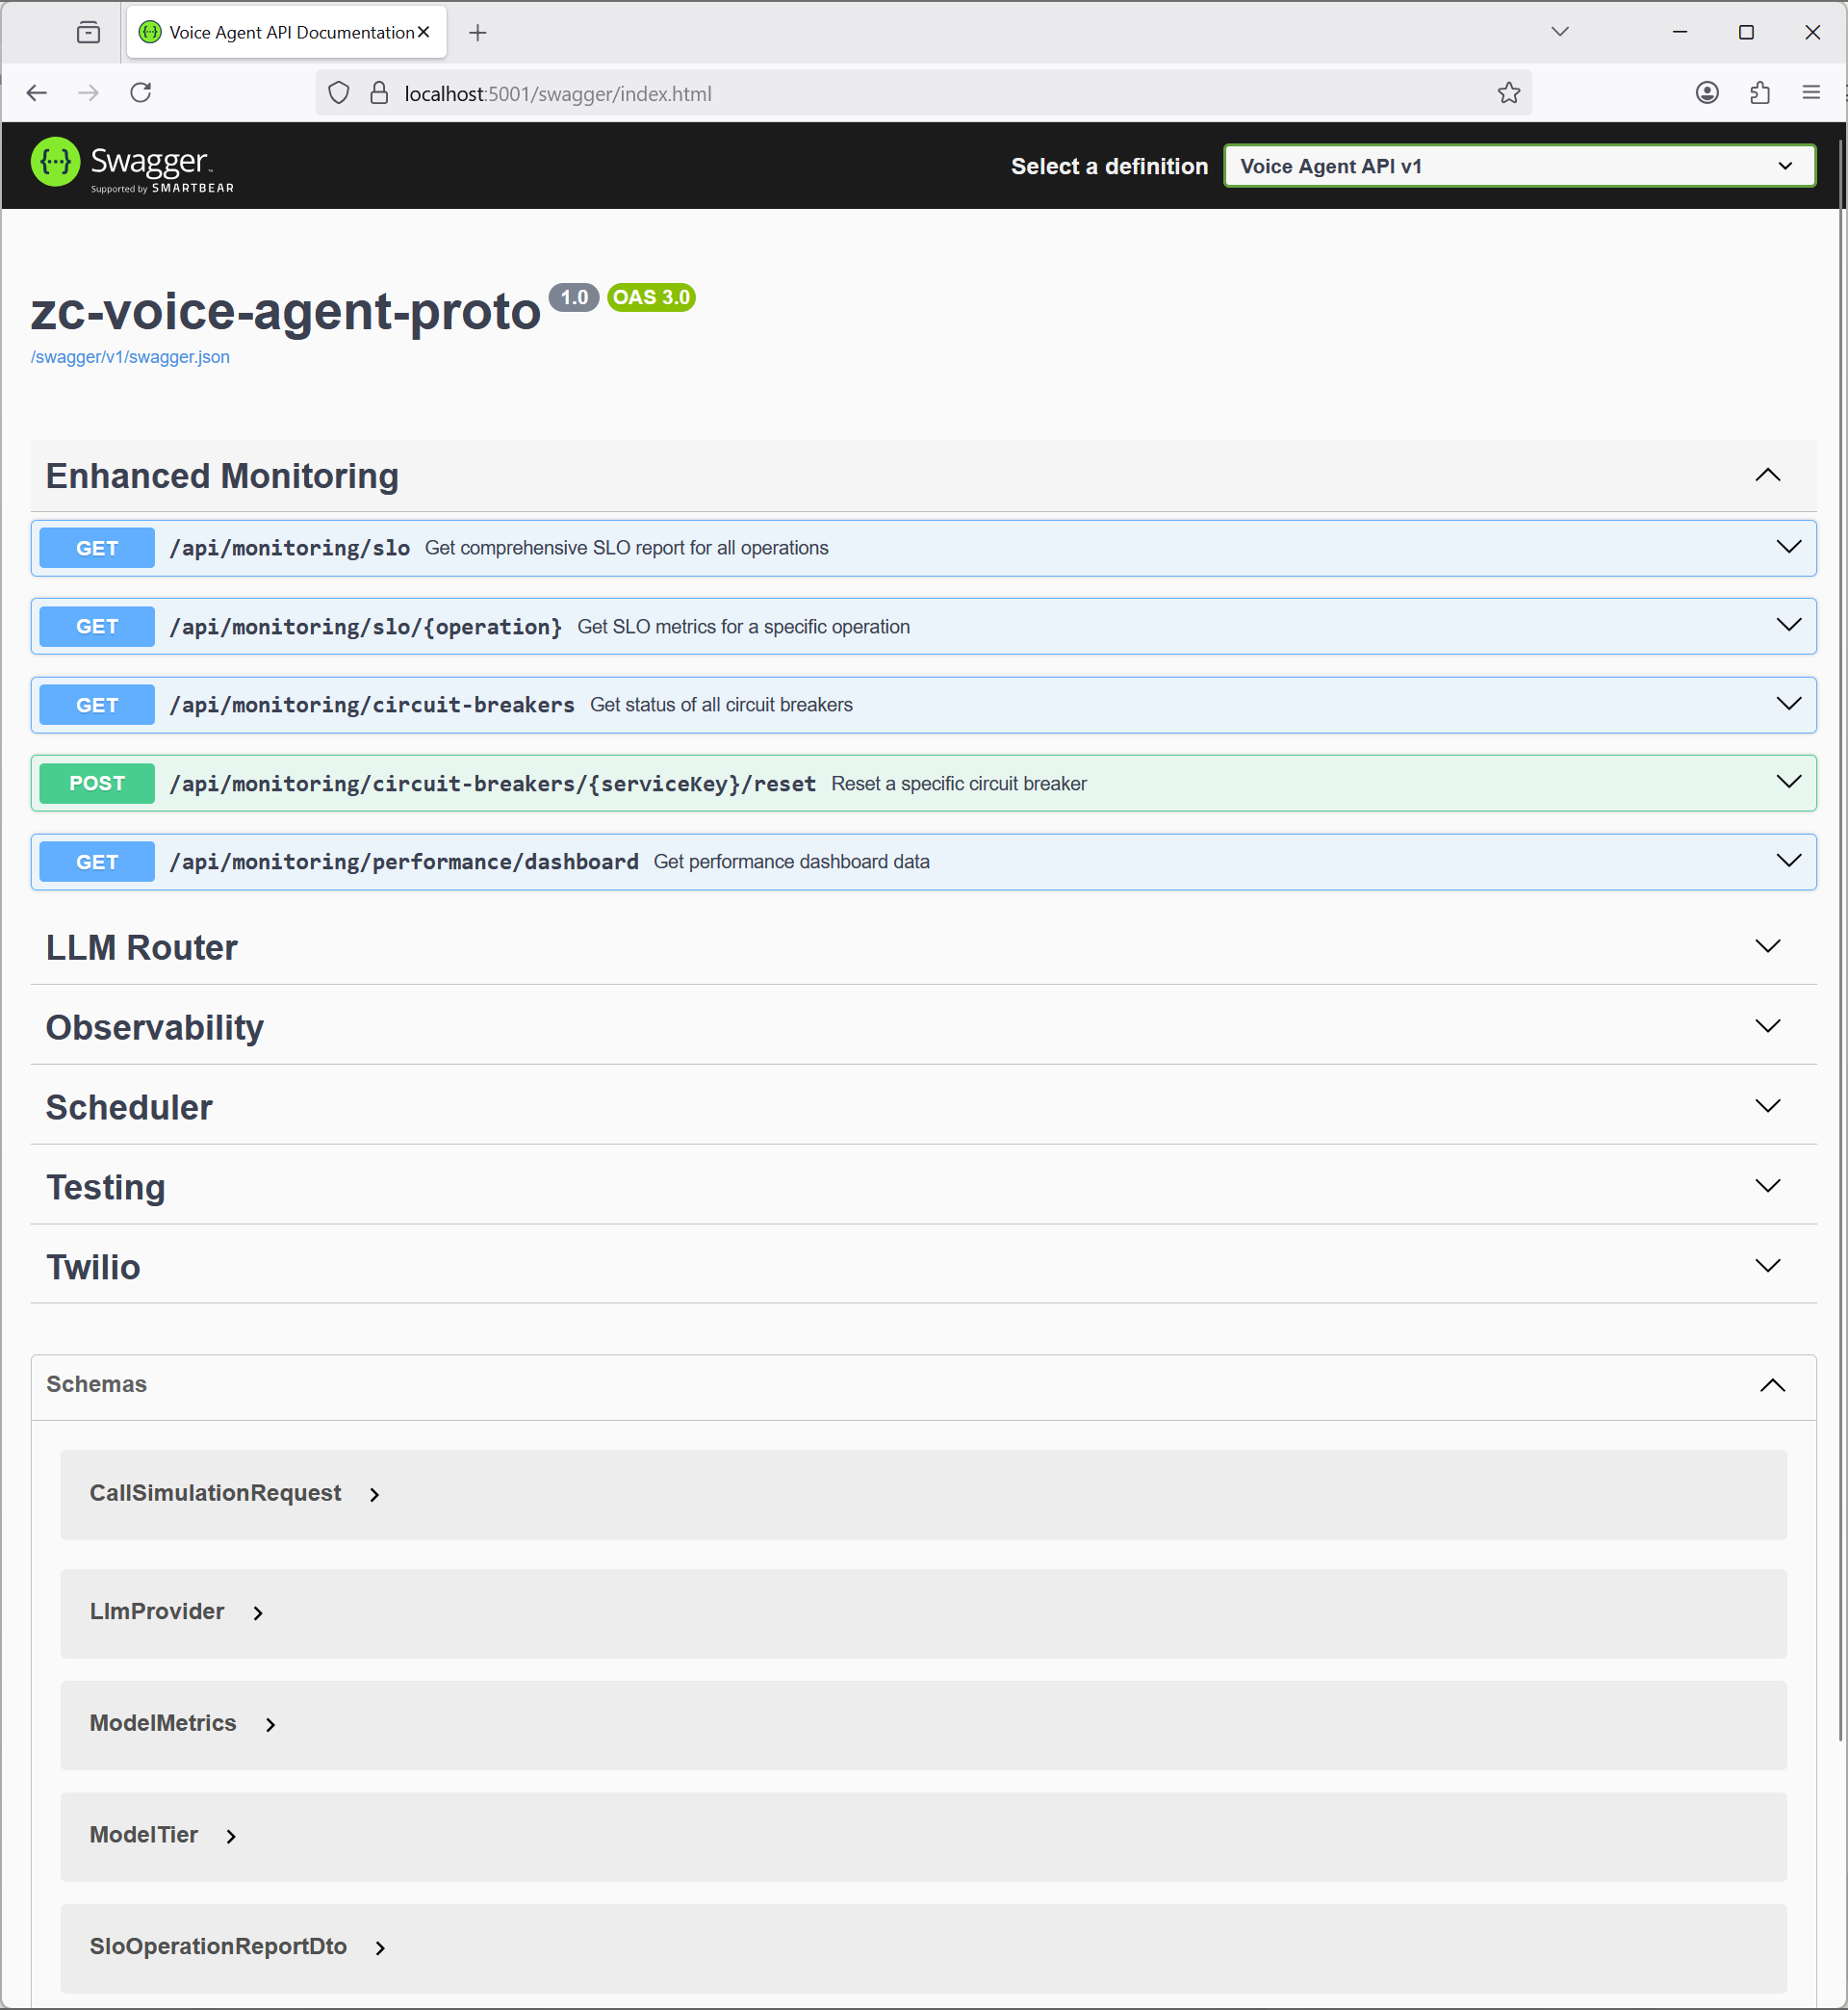 Voice Agent API Documentation
localhost:5001/swagger/index.html
Swagger
Supported by SMARTBEAR
Select a definition
Voice Agent API v1
zc-voice-agent-proto 1.0 OAS 3.0
/swagger/v1/swagger.json
Enhanced Monitoring
GET /api/monitoring/slo Get comprehensive SLO report for all operations
GET /api/monitoring/slo/{operation} Get SLO metrics for a specific operation
GET /api/monitoring/circuit-breakers Get status of all circuit breakers
POST /api/monitoring/circuit-breakers/{serviceKey}/reset Reset a specific circuit breaker
GET /api/monitoring/performance/dashboard Get performance dashboard data
LLM Router
Observability
Scheduler
Testing
Twilio
Schemas
CallSimulationRequest
LlmProvider
ModelMetrics
ModelTier
SloOperationReportDto